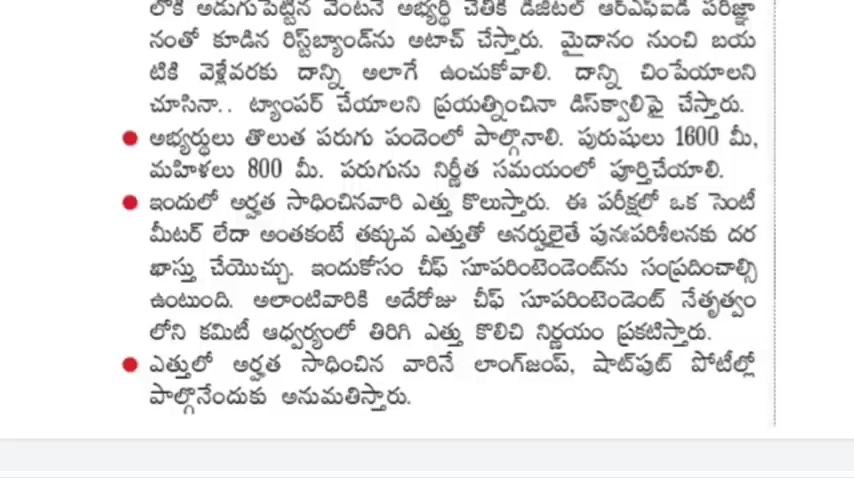 లోకి అడుగుపెట్టిన వెంటనే అభ్యర్థి చేతికి డిజిటల్ ఆర్ఎఫ్ఐడి పరిజ్ఞా
నంతో కూడిన రిస్ట్‌బ్యాండ్‌ను అటాచ్ చేస్తారు. మైదానం నుంచి బయ
టికి వెళ్లేవరకు దాన్ని అలాగే ఉంచుకోవాలి. దాన్ని చింపేయాలని
చూసినా.. ట్యాంపర్ చేయాలని ప్రయత్నించినా డిస్‌క్వాలిఫై చేస్తారు.
• అభ్యర్థులు తొలుత పరుగు పందెంలో పాల్గొనాలి. పురుషులు 1600 మీ,
మహిళలు 800 మీ. పరుగును నిర్ణీత సమయంలో పూర్తిచేయాలి.
• ఇందులో అర్హత సాధించినవారి ఎత్తు కొలుస్తారు. ఈ పరీక్షలో ఒక సెంటీ
మీటర్ లేదా అంతకంటే తక్కువ ఎత్తుతో అనర్హులైతే పునఃపరిశీలనకు దర
ఖాస్తు చేయొచ్చు. ఇందుకోసం చీఫ్ సూపరింటెండెంట్‌ను సంప్రదించాల్సి
ఉంటుంది. అలాంటివారికి అదేరోజు చీఫ్ సూపరింటెండెంట్ నేతృత్వం
లోని కమిటీ ఆధ్వర్యంలో తిరిగి ఎత్తు కొలిచి నిర్ణయం ప్రకటిస్తారు.
• ఎత్తులో అర్హత సాధించిన వారినే లాంగ్‌జంప్, షాట్‌పుట్ పోటీల్లో
పాల్గొనేందుకు అనుమతిస్తారు.